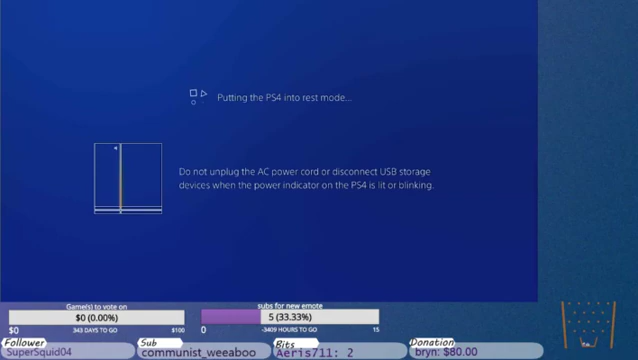 Putting the PS4 into rest mode...
Do not unplug the AC power cord or disconnect USB storage
devices when the power indicator on the PS4 is lit or blinking.
Game(s) to vote on
$0 (0.00%)
$0 343 DAYS TO GO $100
subs for new emote
5 (33.33%)
0 -3409 HOURS TO GO 15
Follower
SuperSquid04
Sub
communist_weeaboo
Bits
Aeris711: 2
Donation
bryn: $80.00